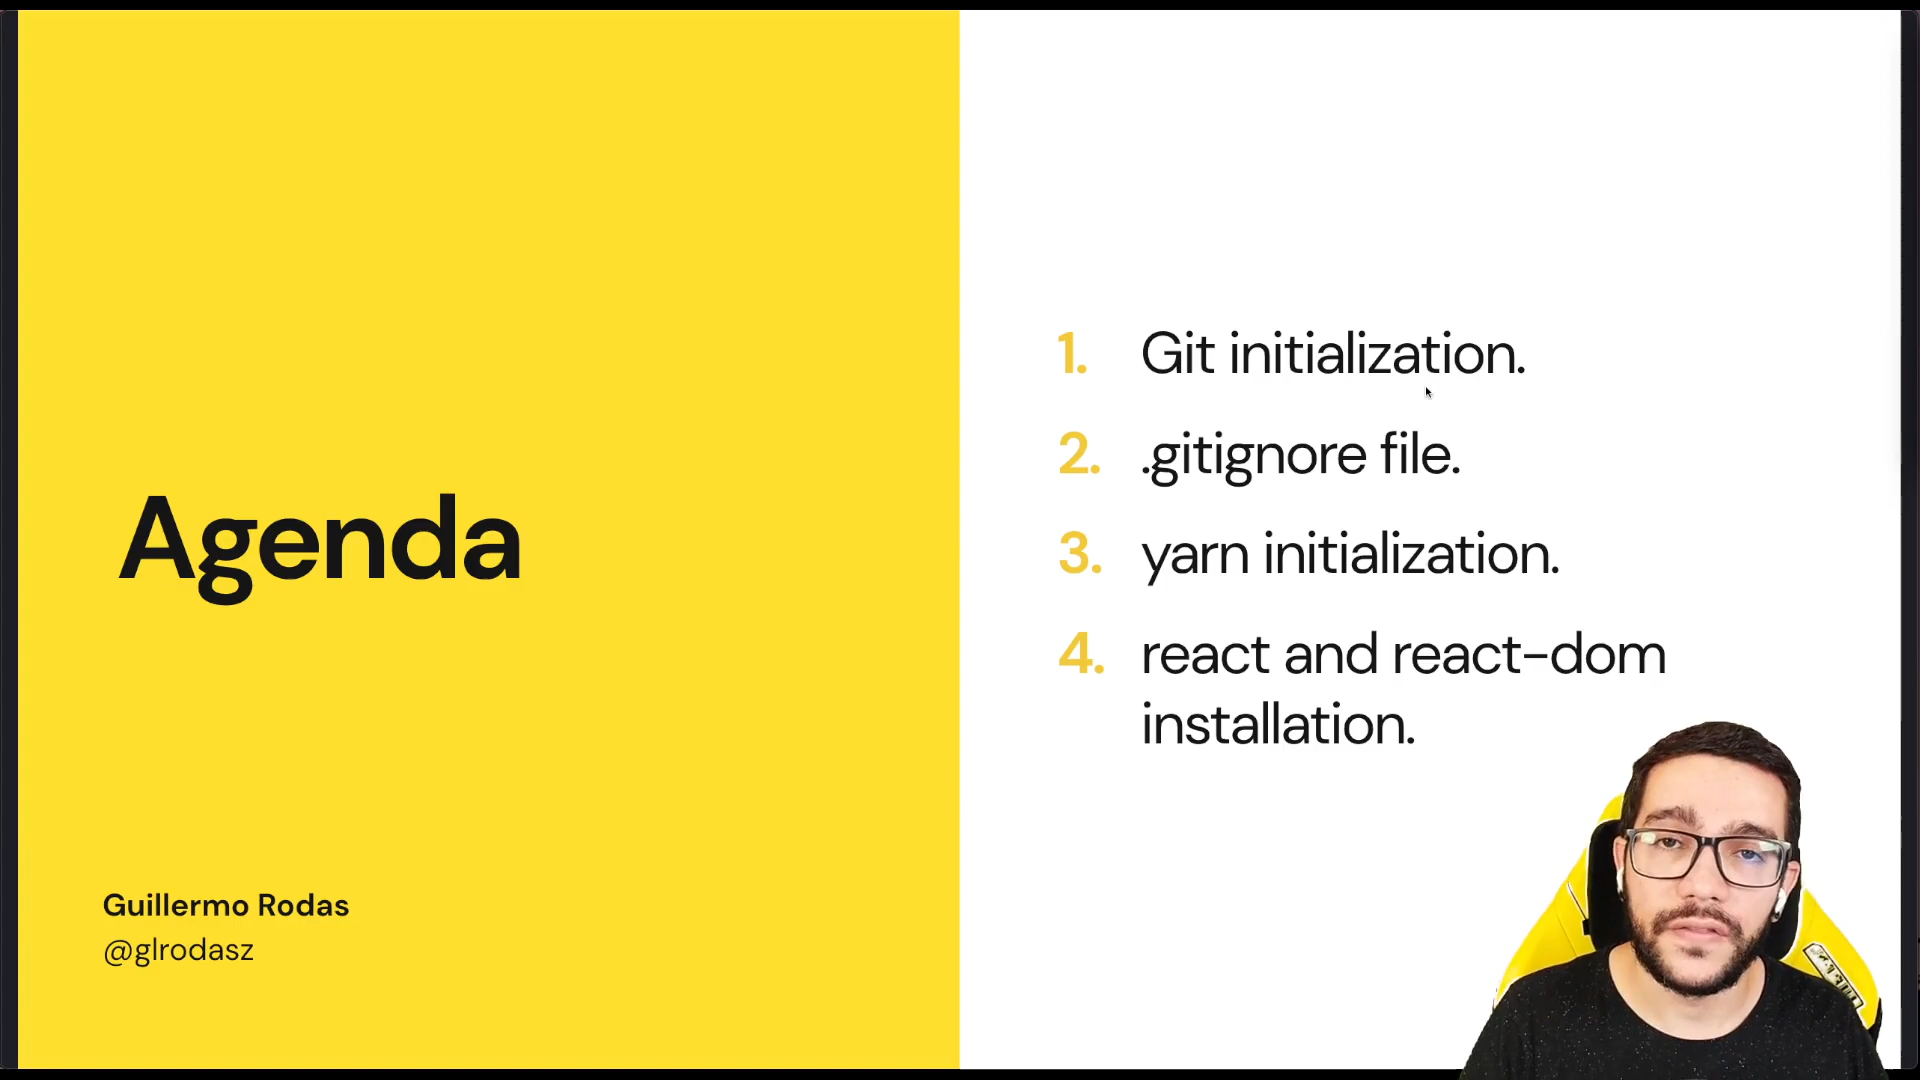 Agenda
Guillermo Rodas
@glrodasz
1. Git initialization.
2. .gitignore file.
3. yarn initialization.
4. react and react-dom
installation.